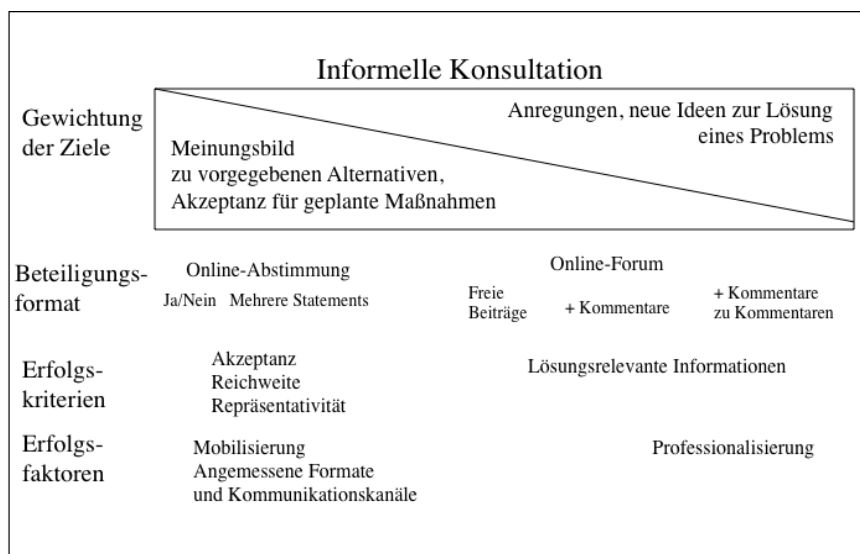 Informelle Konsultation
Gewichtung
der Ziele
Anregungen, neue Ideen zur Lösung
eines Problems
Meinungsbild
zu vorgegebenen Alternativen,
Akzeptanz für geplante Maßnahmen
Beteiligungs-
format
Online-Abstimmung
Ja/Nein Mehrere Statements
Online-Forum
Freie
Beiträge
+ Kommentare
+ Kommentare
zu Kommentaren
Erfolgs-
kriterien
Akzeptanz
Reichweite
Repräsentativität
Lösungsrelevante Informationen
Erfolgs-
faktoren
Mobilisierung
Angemessene Formate
und Kommunikationskanäle
Professionalisierung